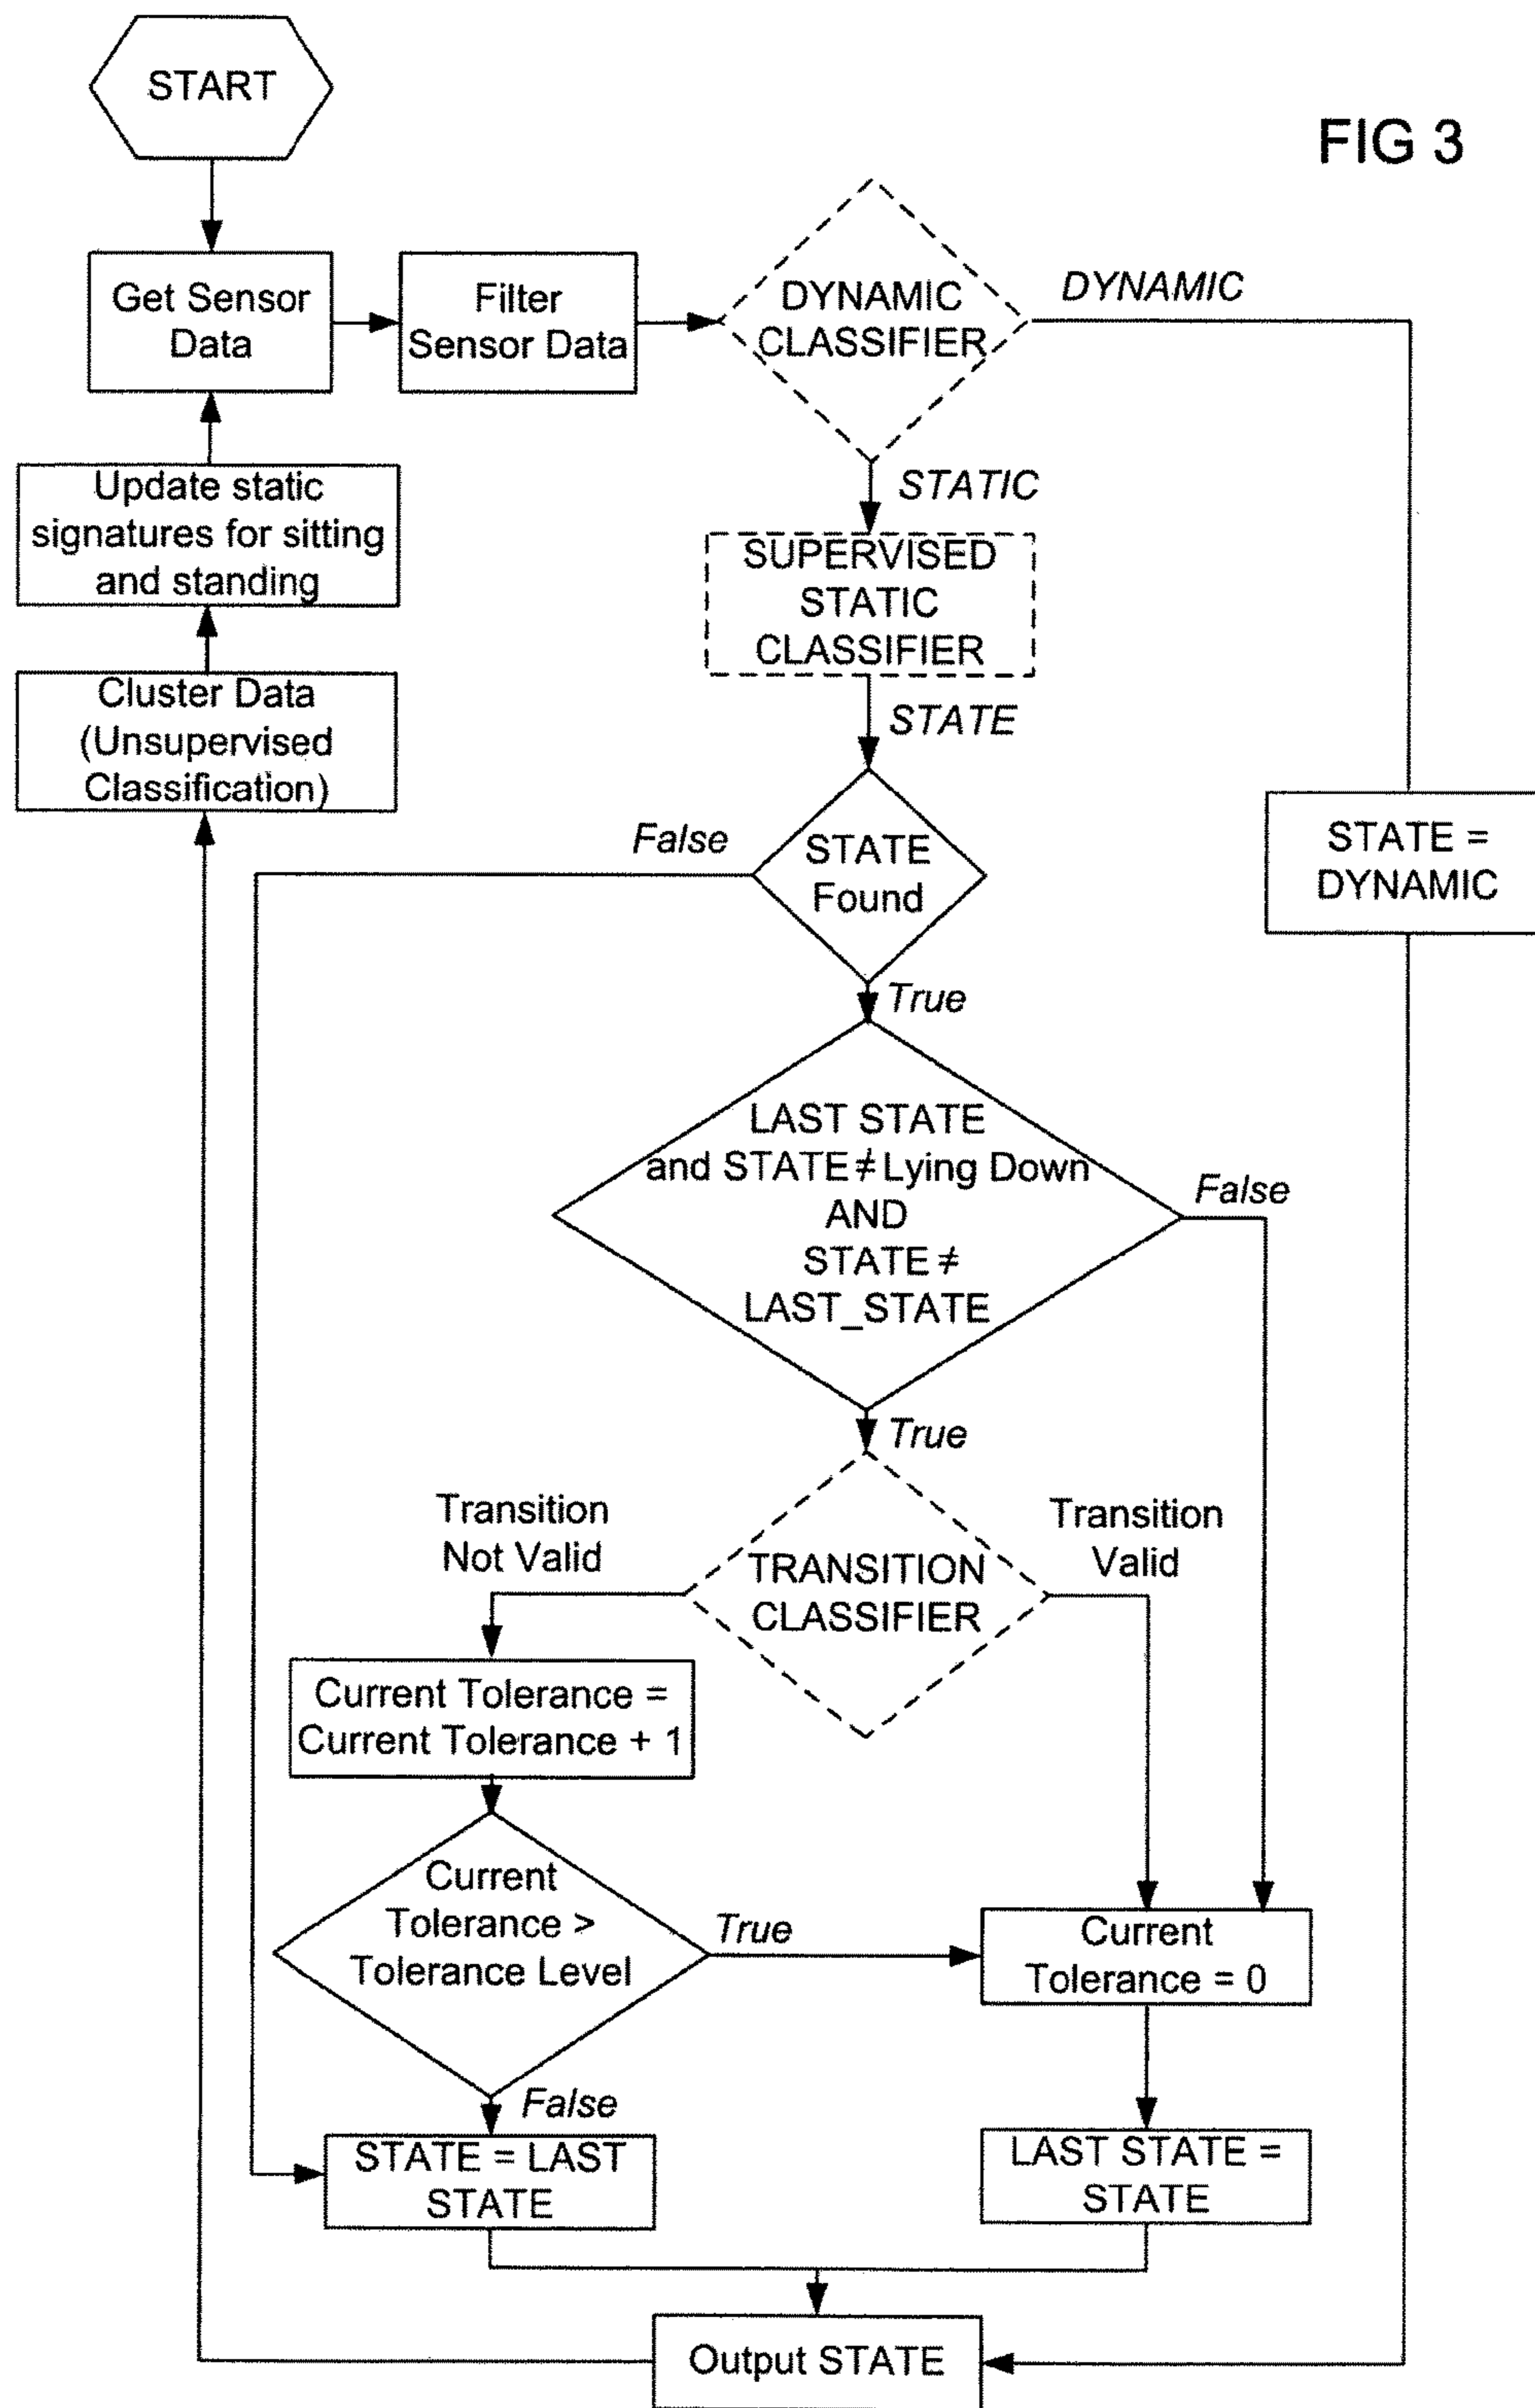 START
FIG 3
Get Sensor
Data
Filter
Sensor Data
DYNAMIC
CLASSIFIER
DYNAMIC
Update static
signatures for sitting
and standing
STATIC
SUPERVISED
STATIC
CLASSIFIER
Cluster Data
(Unsupervised
Classification)
STATE
False
STATE
Found
STATE =
DYNAMIC
True
LAST STATE
and STATE ≠ Lying Down
AND
STATE ≠
LAST_STATE
False
True
Transition
Not Valid
TRANSITION
CLASSIFIER
Transition
Valid
Current Tolerance =
Current Tolerance + 1
Current
Tolerance >
Tolerance Level
True
Current
Tolerance = 0
False
STATE = LAST
STATE
LAST STATE =
STATE
Output STATE